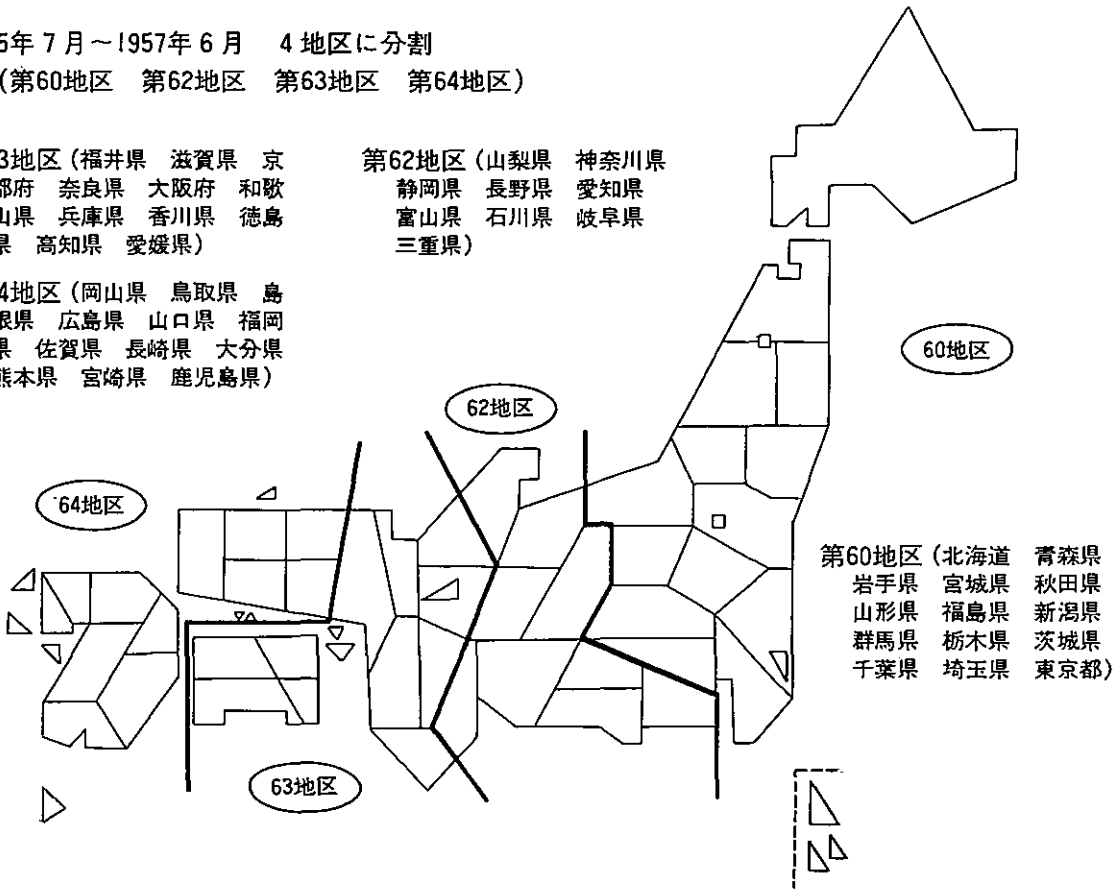 5年7月～1957年6月　4地区に分割
(第60地区　第62地区　第63地区　第64地区)
3地区(福井県　滋賀県　京
都府　奈良県　大阪府　和歌
山県　兵庫県　香川県　徳島
県　高知県　愛媛県)
第62地区(山梨県　神奈川県
静岡県　長野県　愛知県
富山県　石川県　岐阜県
三重県)
4地区(岡山県　鳥取県　島
根県　広島県　山口県　福岡
県　佐賀県　長崎県　大分県
熊本県　宮崎県　鹿児島県)
60地区
62地区
64地区
第60地区(北海道　青森県
岩手県　宮城県　秋田県
山形県　福島県　新潟県
群馬県　栃木県　茨城県
千葉県　埼玉県　東京都)
63地区